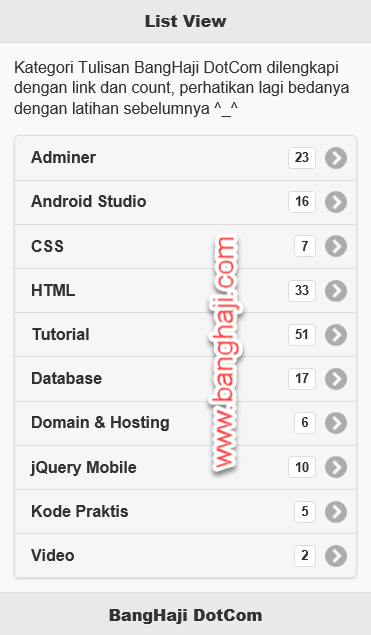 List View
Kategori Tulisan BangHaji DotCom dilengkapi
dengan link dan count, perhatikan lagi bedanya
dengan latihan sebelumnya ^_^
Adminer 23
Android Studio 16
CSS 7
HTML 33
Tutorial 51
Database 17
Domain & Hosting 6
jQuery Mobile 10
Kode Praktis 5
Video 2
www.banghaji.com
BangHaji DotCom